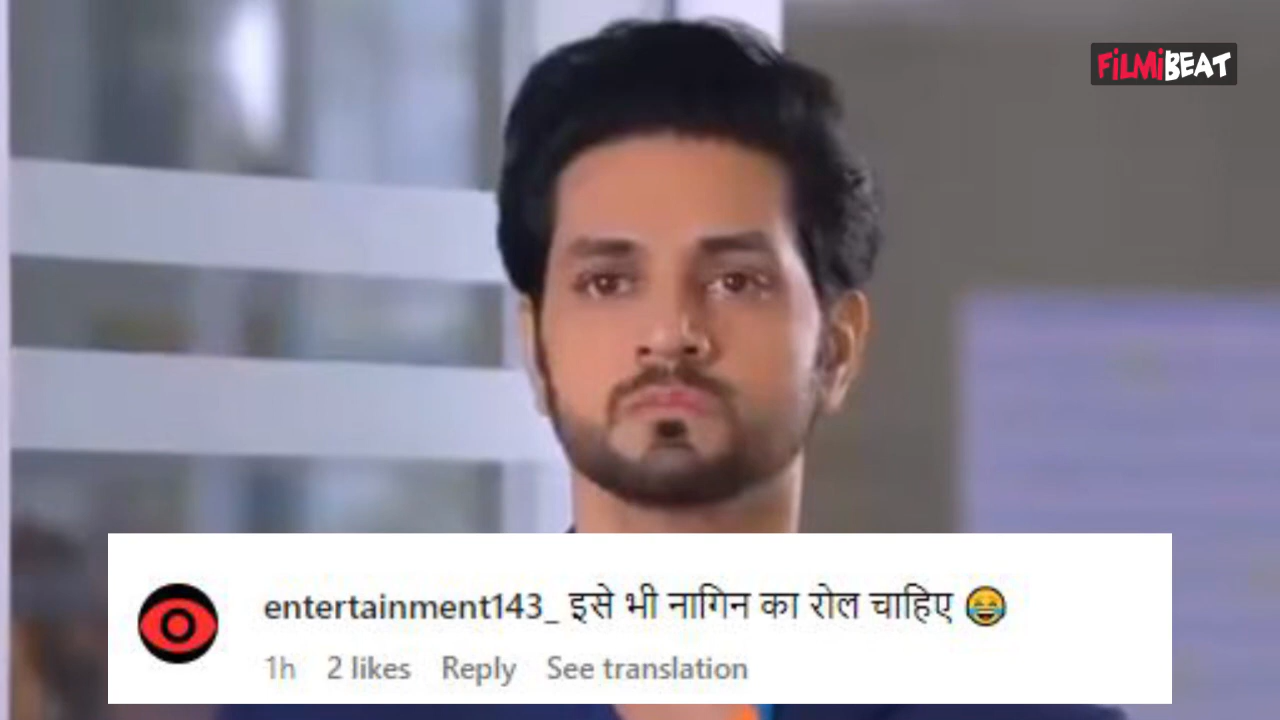 FiLMiBEAT
entertainment143_ इसे भी नागिन का रोल चाहिए 😂
1h 2 likes Reply See translation